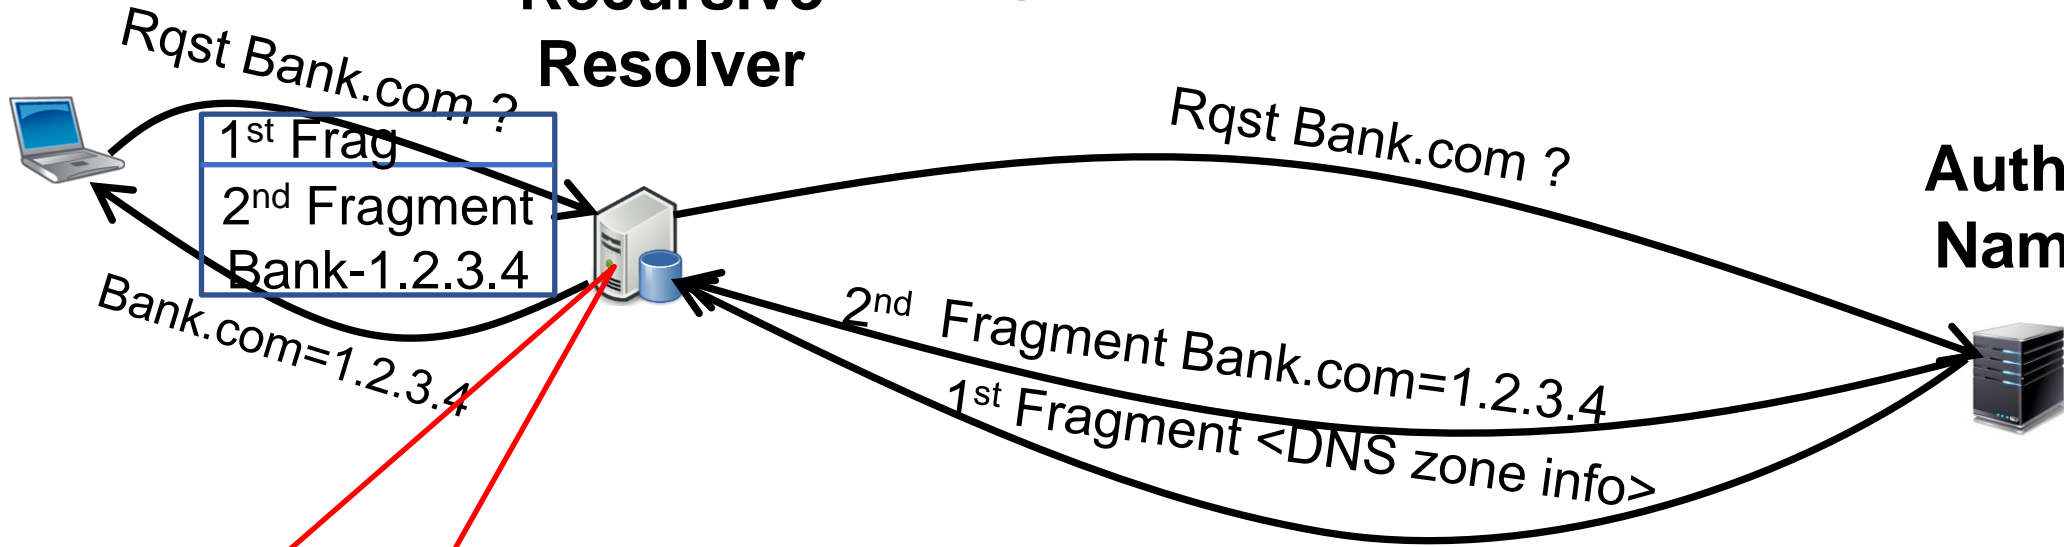 Resolver
Rqst Bank.com ?
1st Frag
2nd Fragment
Bank-1.2.3.4
Bank.com=1.2.3.4
Rqst Bank.com ?
2nd Fragment Bank.com=1.2.3.4
1st Fragment <DNS zone info>
Auth
Nam